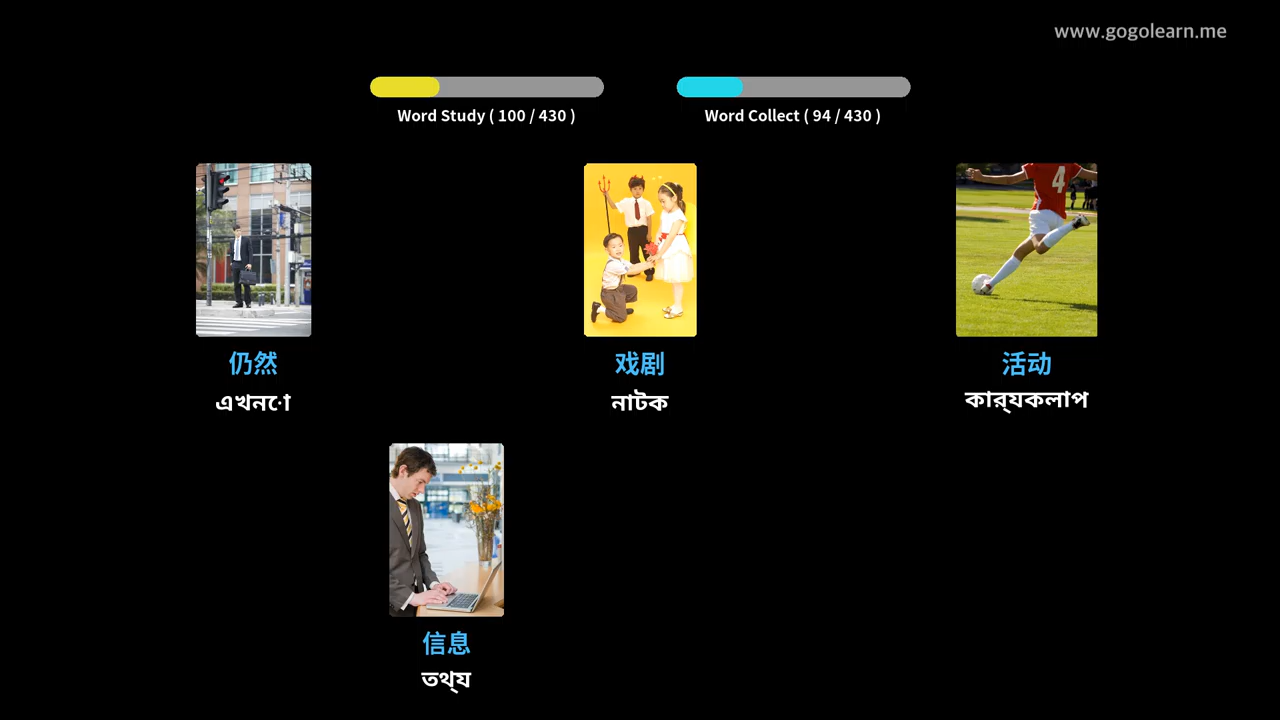 www.gogolearn.me
Word Study ( 100 / 430 )
Word Collect ( 94 / 430 )
仍然
戏剧
活动
এখনো
নাটক
কার্যকলাপ
信息
তথ্য